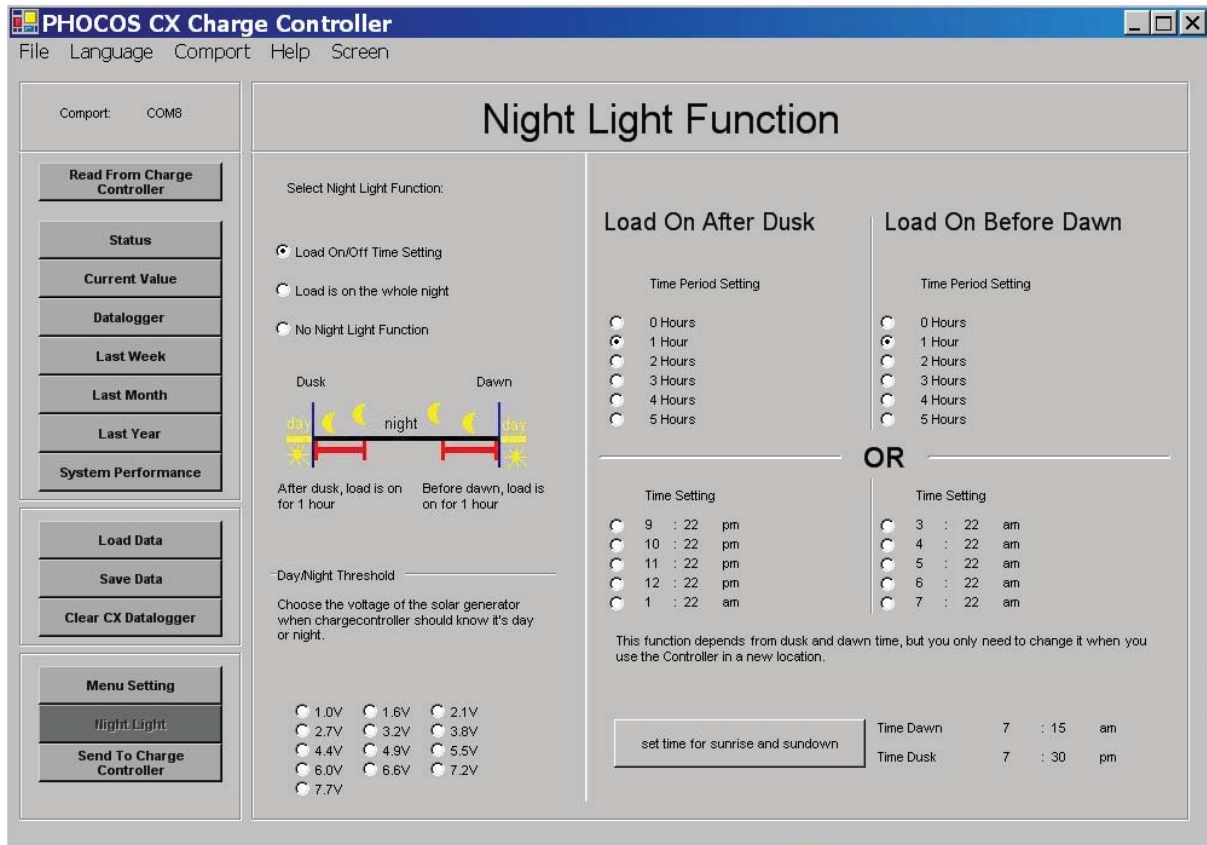 PHOCOS CX Charge Controller
File Language Comport Help Screen
Comport: COM8
Night Light Function
Read From Charge
Controller
Status
Current Value
Datalogger
Last Week
Last Month
Last Year
System Performance
Load Data
Save Data
Clear CX Datalogger
Menu Setting
Night Light
Send To Charge
Controller
Select Night Light Function:
Load On/Off Time Setting
Load is on the whole night
No Night Light Function
Dusk Dawn
day night day
After dusk, load is on
for 1 hour
Before dawn, load is
on for 1 hour
Day/Night Threshold
Choose the voltage of the solar generator
when chargecontroller should know it's day
or night.
1.0V 1.6V 2.1V
2.7V 3.2V 3.8V
4.4V 4.9V 5.5V
6.0V 6.6V 7.2V
7.7V
Load On After Dusk
Time Period Setting
0 Hours
1 Hour
2 Hours
3 Hours
4 Hours
5 Hours
Load On Before Dawn
Time Period Setting
0 Hours
1 Hour
2 Hours
3 Hours
4 Hours
5 Hours
OR
Time Setting
9 : 22 pm
10 : 22 pm
11 : 22 pm
12 : 22 pm
1 : 22 am
Time Setting
3 : 22 am
4 : 22 am
5 : 22 am
6 : 22 am
7 : 22 am
This function depends from dusk and dawn time, but you only need to change it when you
use the Controller in a new location.
set time for sunrise and sundown
Time Dawn 7 : 15 am
Time Dusk 7 : 30 pm